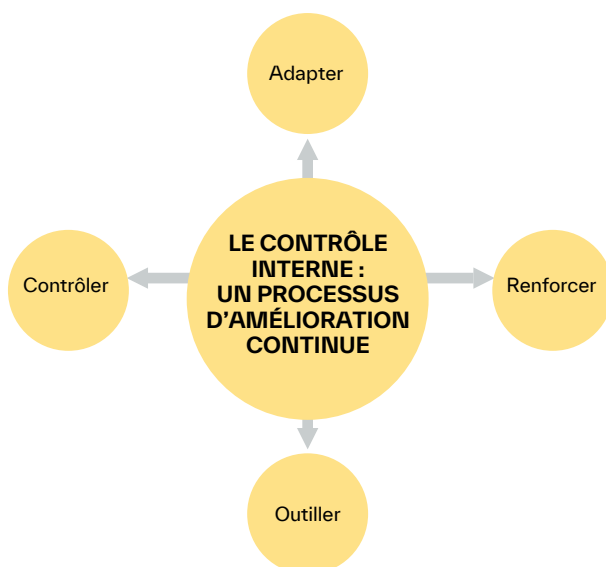 Adapter
LE CONTRÔLE
INTERNE :
UN PROCESSUS
D’AMÉLIORATION
CONTINUE
Contrôler
Renforcer
Outiller